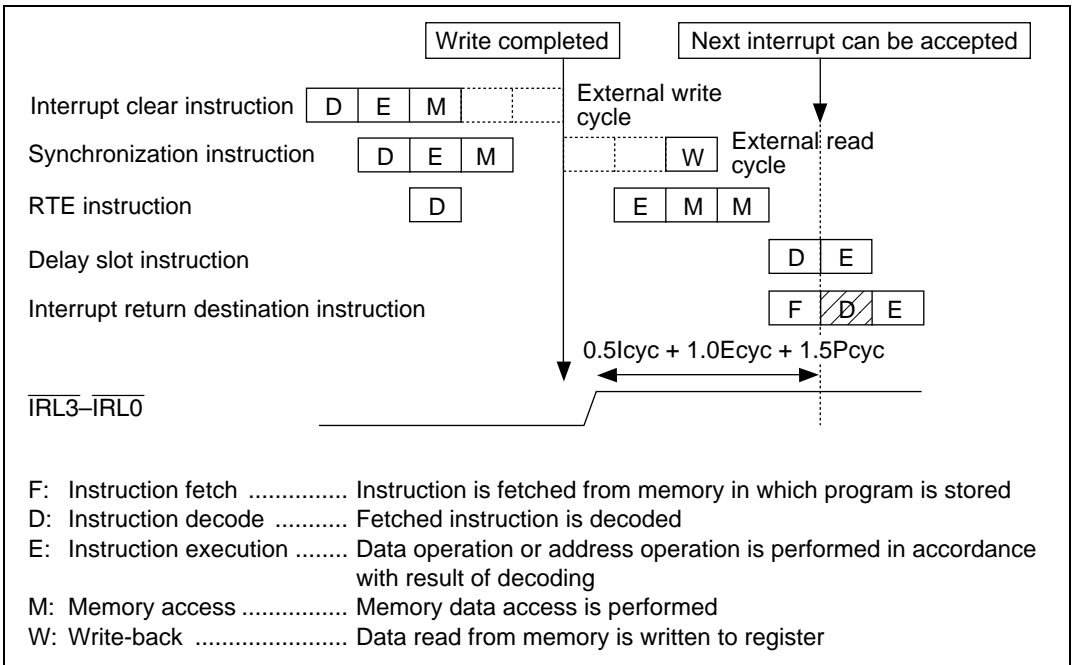 Write completed
Next interrupt can be accepted
Interrupt clear instruction D E M External write cycle
Synchronization instruction D E M W External read cycle
RTE instruction D E M M
Delay slot instruction D E
Interrupt return destination instruction F D E
0.5Icyc + 1.0Ecyc + 1.5Pcyc
IRL3–IRL0
F: Instruction fetch ............... Instruction is fetched from memory in which program is stored
D: Instruction decode ........... Fetched instruction is decoded
E: Instruction execution ........ Data operation or address operation is performed in accordance
with result of decoding
M: Memory access ................ Memory data access is performed
W: Write-back ..................... Data read from memory is written to register